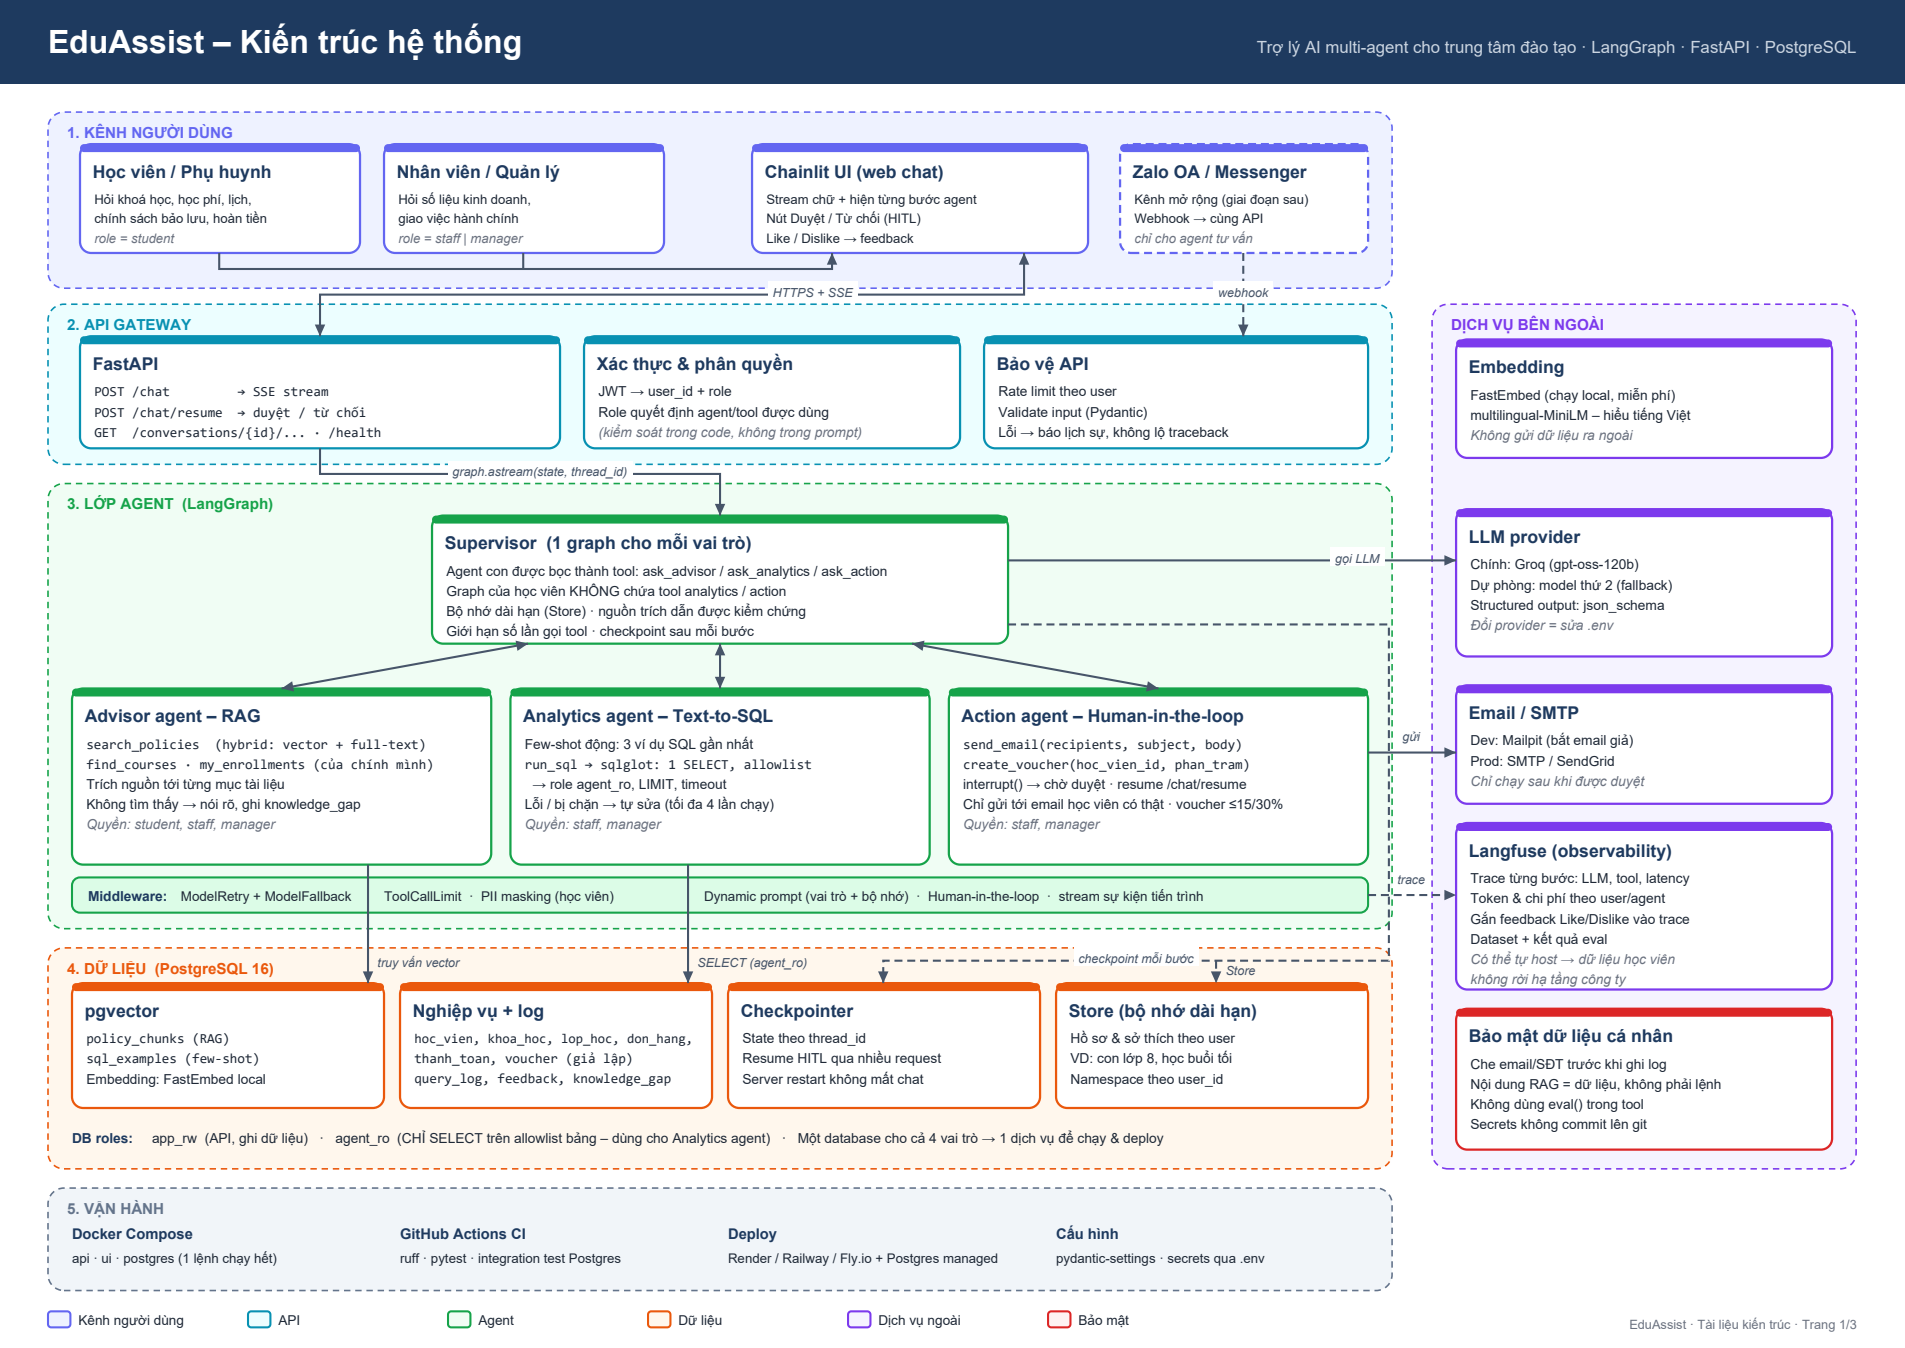 EduAssist – Kiến trúc hệ thống
Trợ lý AI multi-agent cho trung tâm đào tạo · LangGraph · FastAPI · PostgreSQL
1. KÊNH NGƯỜI DÙNG
Học viên / Phụ huynh
Hỏi khoá học, học phí, lịch,
chính sách bảo lưu, hoàn tiền
role = student
Nhân viên / Quản lý
Hỏi số liệu kinh doanh,
giao việc hành chính
role = staff | manager
Chainlit UI (web chat)
Stream chữ + hiện từng bước agent
Nút Duyệt / Từ chối (HITL)
Like / Dislike → feedback
Zalo OA / Messenger
Kênh mở rộng (giai đoạn sau)
Webhook → cùng API
chỉ cho agent tư vấn
HTTPS + SSE
webhook
2. API GATEWAY
FastAPI
POST /chat → SSE stream
POST /chat/resume → duyệt / từ chối
GET /conversations/{id}/... · /health
Xác thực & phân quyền
JWT → user_id + role
Role quyết định agent/tool được dùng
(kiểm soát trong code, không trong prompt)
Bảo vệ API
Rate limit theo user
Validate input (Pydantic)
Lỗi → báo lịch sự, không lộ traceback
graph.astream(state, thread_id)
3. LỚP AGENT (LangGraph)
Supervisor (1 graph cho mỗi vai trò)
Agent con được bọc thành tool: ask_advisor / ask_analytics / ask_action
Graph của học viên KHÔNG chứa tool analytics / action
Bộ nhớ dài hạn (Store) · nguồn trích dẫn được kiểm chứng
Giới hạn số lần gọi tool · checkpoint sau mỗi bước
gọi LLM
Advisor agent – RAG
search_policies (hybrid: vector + full-text)
find_courses · my_enrollments (của chính mình)
Trích nguồn tới từng mục tài liệu
Không tìm thấy → nói rõ, ghi knowledge_gap
Quyền: student, staff, manager
Analytics agent – Text-to-SQL
Few-shot động: 3 ví dụ SQL gần nhất
run_sql → sqlglot: 1 SELECT, allowlist
→ role agent_ro, LIMIT, timeout
Lỗi / bị chặn → tự sửa (tối đa 4 lần chạy)
Quyền: staff, manager
Action agent – Human-in-the-loop
send_email(recipients, subject, body)
create_voucher(hoc_vien_id, phan_tram)
interrupt() → chờ duyệt · resume /chat/resume
Chỉ gửi tới email học viên có thật · voucher ≤15/30%
Quyền: staff, manager
gửi
Middleware: ModelRetry + ModelFallback ToolCallLimit · PII masking (học viên) Dynamic prompt (vai trò + bộ nhớ) · Human-in-the-loop · stream sự kiện tiến trình
trace
4. DỮ LIỆU (PostgreSQL 16)
truy vấn vector
SELECT (agent_ro)
checkpoint mỗi bước
Store
pgvector
policy_chunks (RAG)
sql_examples (few-shot)
Embedding: FastEmbed local
Nghiệp vụ + log
hoc_vien, khoa_hoc, lop_hoc, don_hang,
thanh_toan, voucher (giả lập)
query_log, feedback, knowledge_gap
Checkpointer
State theo thread_id
Resume HITL qua nhiều request
Server restart không mất chat
Store (bộ nhớ dài hạn)
Hồ sơ & sở thích theo user
VD: con lớp 8, học buổi tối
Namespace theo user_id
DB roles: app_rw (API, ghi dữ liệu) · agent_ro (CHỈ SELECT trên allowlist bảng – dùng cho Analytics agent) · Một database cho cả 4 vai trò → 1 dịch vụ để chạy & deploy
DỊCH VỤ BÊN NGOÀI
Embedding
FastEmbed (chạy local, miễn phí)
multilingual-MiniLM – hiểu tiếng Việt
Không gửi dữ liệu ra ngoài
LLM provider
Chính: Groq (gpt-oss-120b)
Dự phòng: model thứ 2 (fallback)
Structured output: json_schema
Đổi provider = sửa .env
Email / SMTP
Dev: Mailpit (bắt email giả)
Prod: SMTP / SendGrid
Chỉ chạy sau khi được duyệt
Langfuse (observability)
Trace từng bước: LLM, tool, latency
Token & chi phí theo user/agent
Gắn feedback Like/Dislike vào trace
Dataset + kết quả eval
Có thể tự host → dữ liệu học viên
không rời hạ tầng công ty
Bảo mật dữ liệu cá nhân
Che email/SĐT trước khi ghi log
Nội dung RAG = dữ liệu, không phải lệnh
Không dùng eval() trong tool
Secrets không commit lên git
5. VẬN HÀNH
Docker Compose
api · ui · postgres (1 lệnh chạy hết)
GitHub Actions CI
ruff · pytest · integration test Postgres
Deploy
Render / Railway / Fly.io + Postgres managed
Cấu hình
pydantic-settings · secrets qua .env
Kênh người dùng
API
Agent
Dữ liệu
Dịch vụ ngoài
Bảo mật
EduAssist · Tài liệu kiến trúc · Trang 1/3